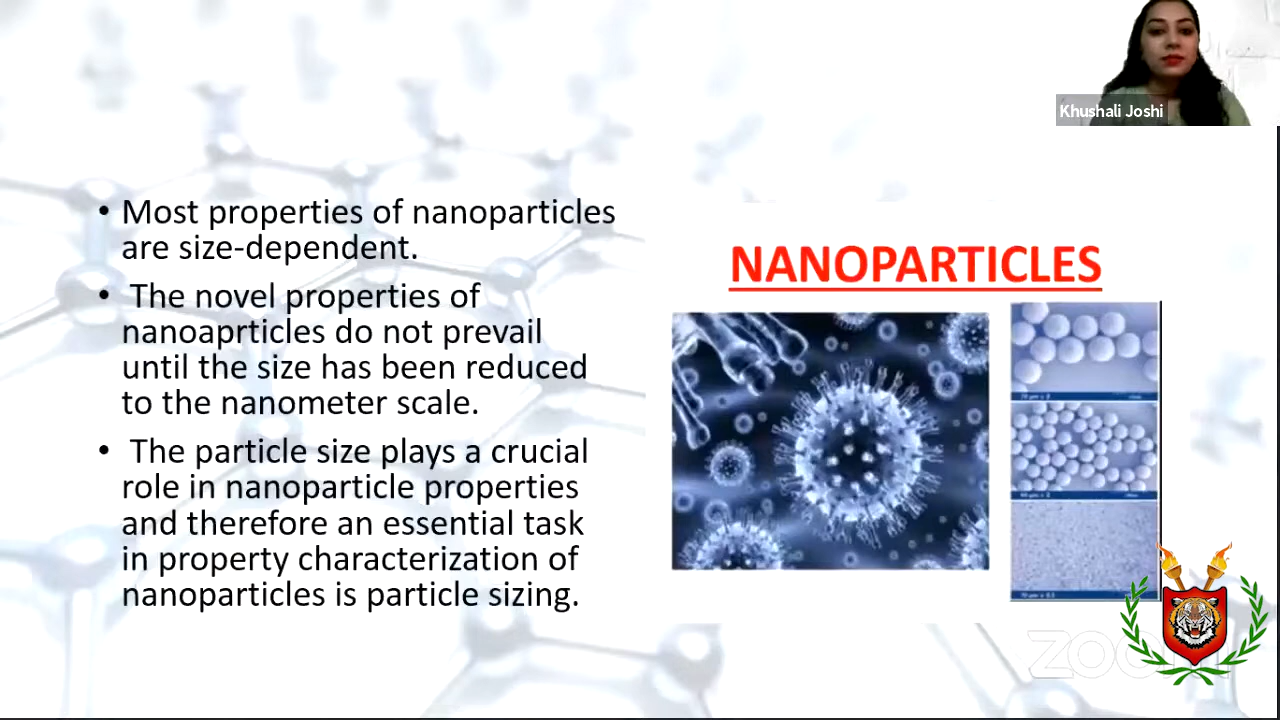 Khushali Joshi
• Most properties of nanoparticles
are size-dependent.
• The novel properties of
nanoaprticles do not prevail
until the size has been reduced
to the nanometer scale.
• The particle size plays a crucial
role in nanoparticle properties
and therefore an essential task
in property characterization of
nanoparticles is particle sizing.
NANOPARTICLES
zoom